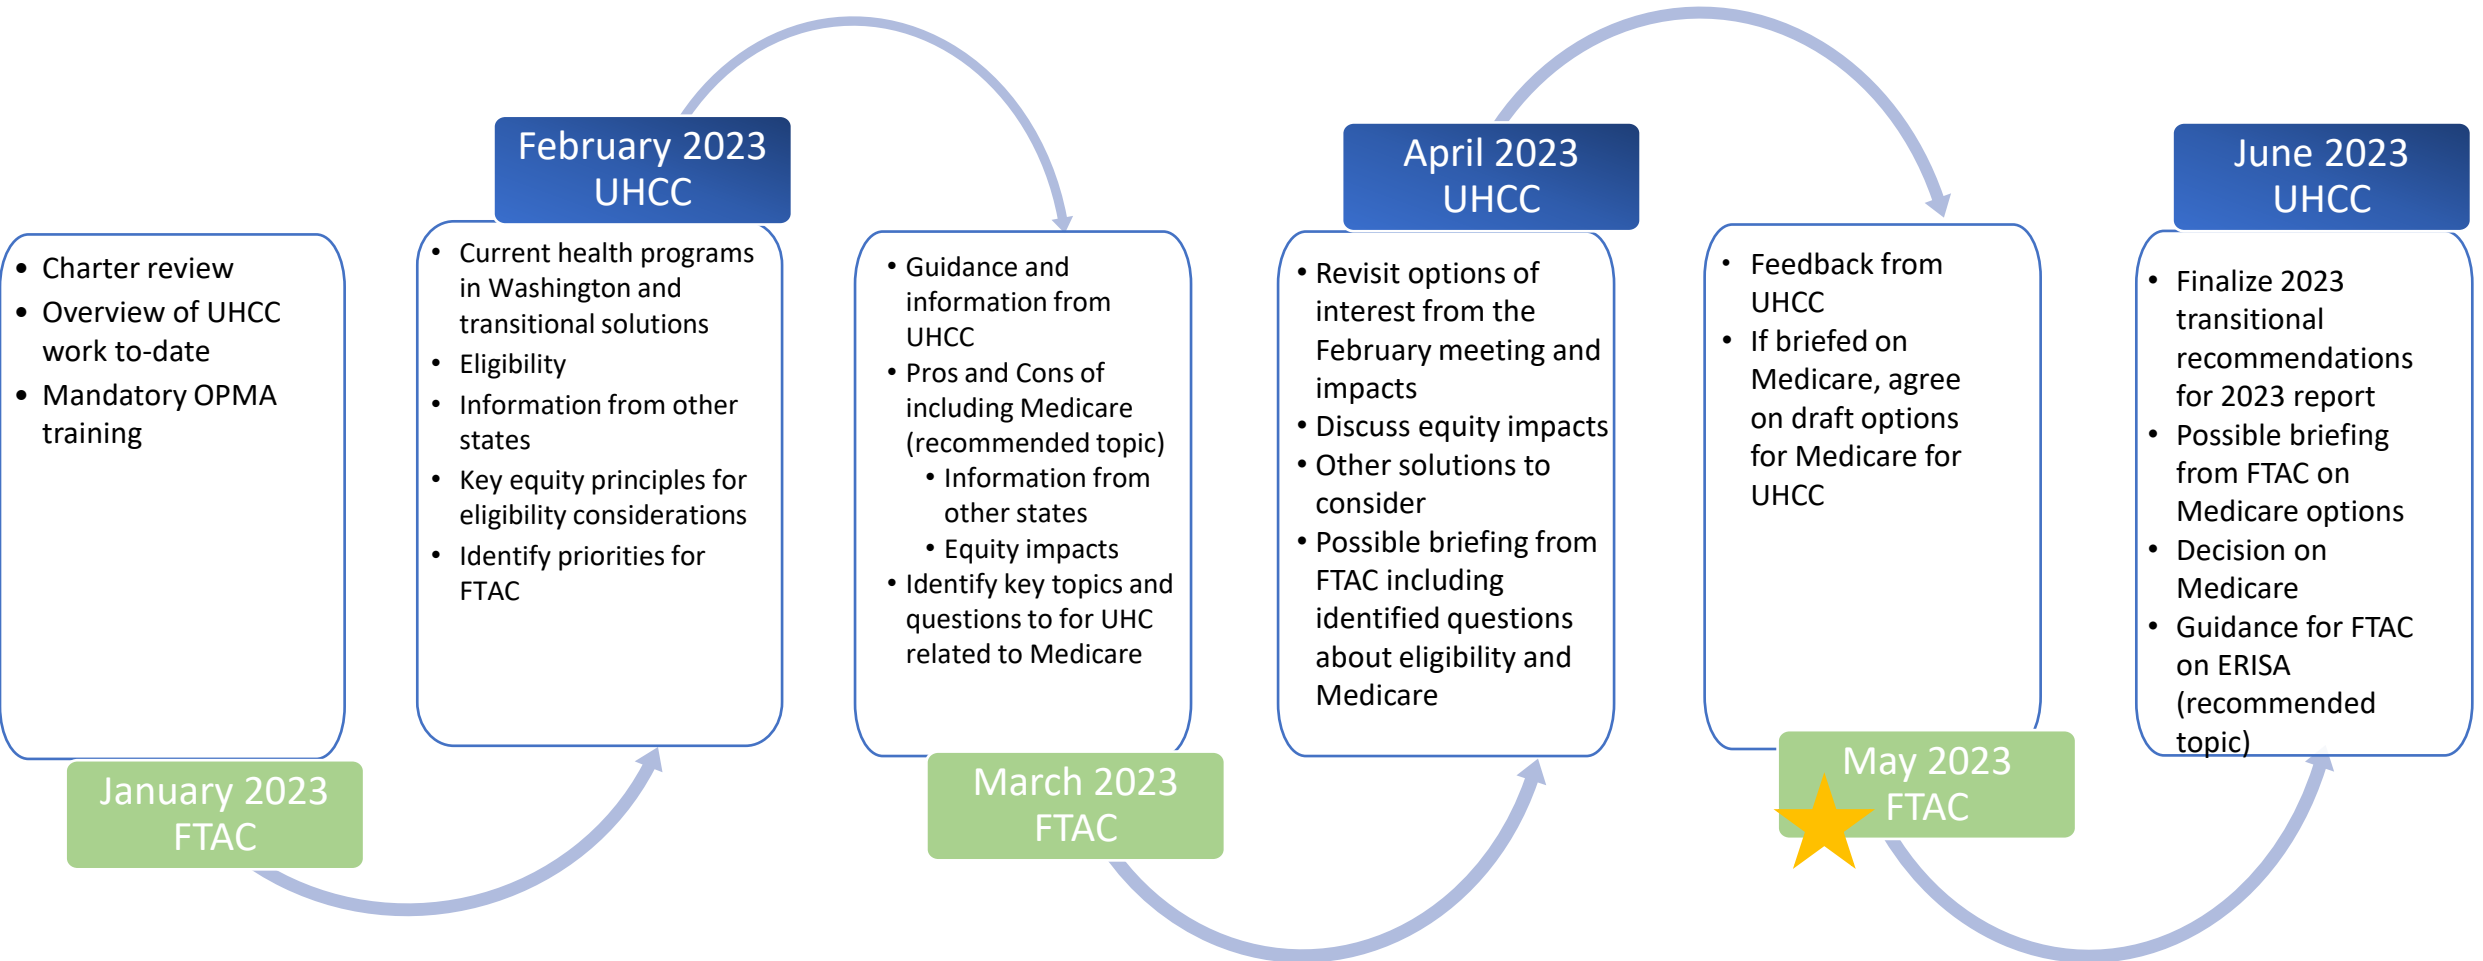 • Charter review
• Overview of UHCC
work to-date
• Mandatory OPMA
training
January 2023
FTAC
February 2023
UHCC
• Current health programs
in Washington and
transitional solutions
• Eligibility
• Information from other
states
• Key equity principles for
eligibility considerations
• Identify priorities for
FTAC
• Guidance and
information from
UHCC
• Pros and Cons of
including Medicare
(recommended topic)
• Information from
other states
• Equity impacts
• Identify key topics and
questions to for UHC
related to Medicare
March 2023
FTAC
April 2023
UHCC
• Revisit options of
interest from the
February meeting and
impacts
• Discuss equity impacts
• Other solutions to
consider
• Possible briefing from
FTAC including
identified questions
about eligibility and
Medicare
• Feedback from
UHCC
• If briefed on
Medicare, agree
on draft options
for Medicare for
UHCC
May 2023
FTAC
June 2023
UHCC
• Finalize 2023
transitional
recommendations
for 2023 report
• Possible briefing
from FTAC on
Medicare options
• Decision on
Medicare
• Guidance for FTAC
on ERISA
(recommended
topic)